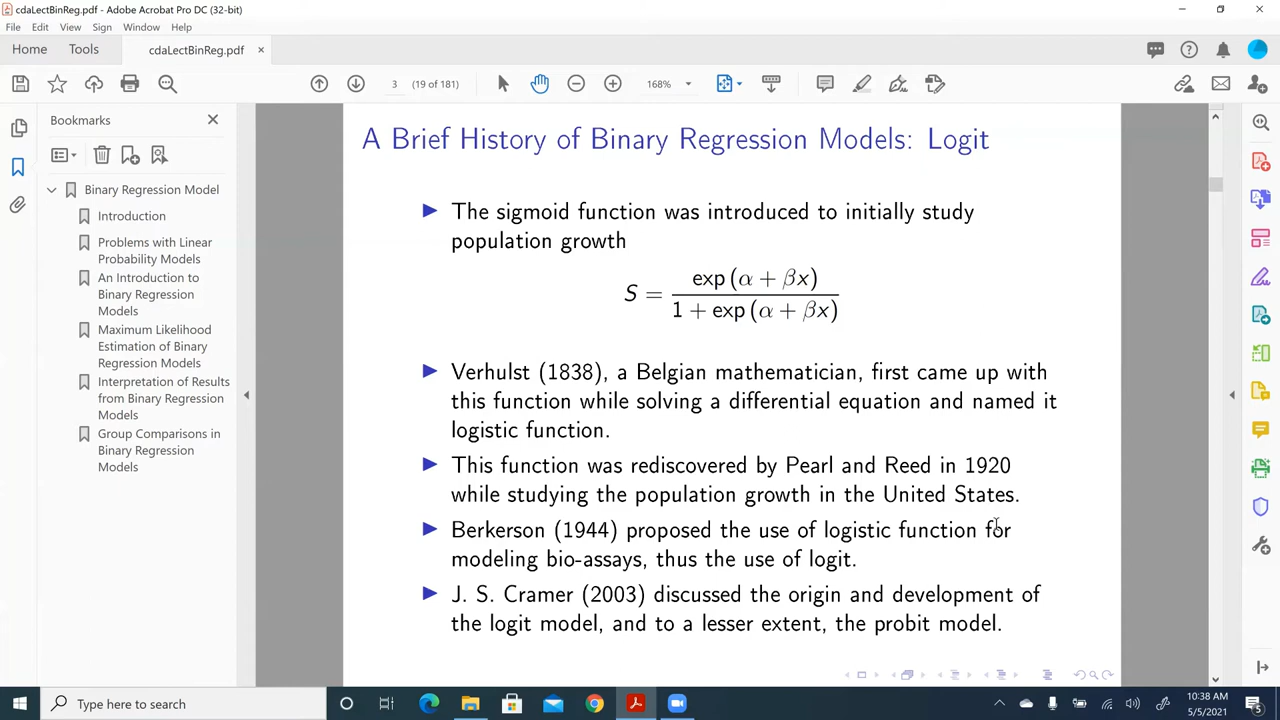 cdaLectBinReg.pdf - Adobe Acrobat Pro DC (32-bit)
File Edit View Sign Window Help
Home Tools cdaLectBinReg.pdf ×
3 (19 of 181) 168%
Bookmarks
Binary Regression Model
Introduction
Problems with Linear
Probability Models
An Introduction to
Binary Regression
Models
Maximum Likelihood
Estimation of Binary
Regression Models
Interpretation of Results
from Binary Regression
Models
Group Comparisons in
Binary Regression
Models
A Brief History of Binary Regression Models: Logit
The sigmoid function was introduced to initially study
population growth
S = exp (α + βx) / 1 + exp (α + βx)
Verhulst (1838), a Belgian mathematician, first came up with
this function while solving a differential equation and named it
logistic function.
This function was rediscovered by Pearl and Reed in 1920
while studying the population growth in the United States.
Berkerson (1944) proposed the use of logistic function for
modeling bio-assays, thus the use of logit.
J. S. Cramer (2003) discussed the origin and development of
the logit model, and to a lesser extent, the probit model.
Type here to search
10:38 AM
5/5/2021
5